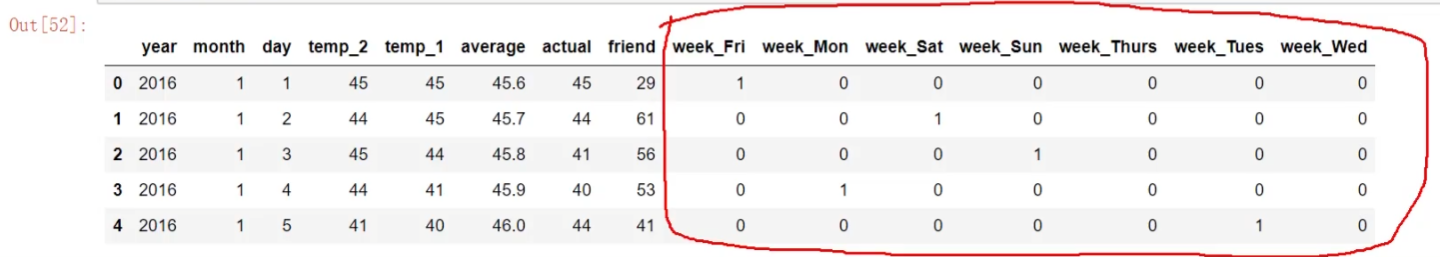 Out[52]:
year month day temp_2 temp_1 average actual friend week_Fri week_Mon week_Sat week_Sun week_Thurs week_Tues week_Wed
0 2016 1 1 45 45 45.6 45 29 1 0 0 0 0 0 0
1 2016 1 2 44 45 45.7 44 61 0 0 1 0 0 0 0
2 2016 1 3 45 44 45.8 41 56 0 0 0 1 0 0 0
3 2016 1 4 44 41 45.9 40 53 0 1 0 0 0 0 0
4 2016 1 5 41 40 46.0 44 41 0 0 0 0 0 1 0